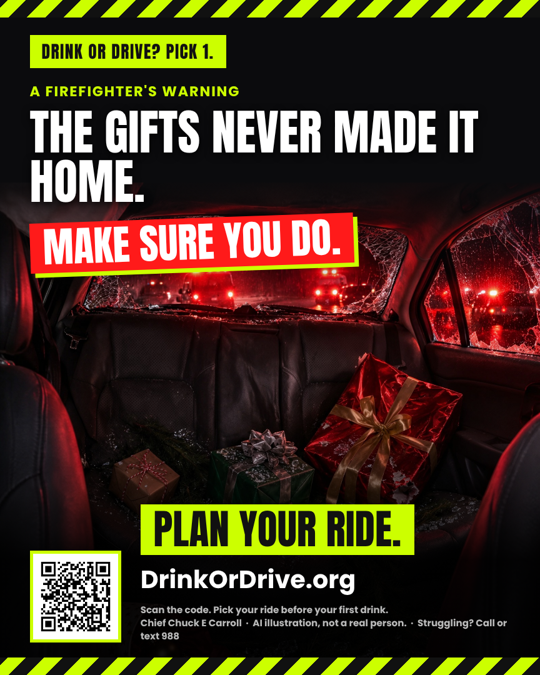 DRINK OR DRIVE? PICK 1.
A FIREFIGHTER'S WARNING
THE GIFTS NEVER MADE IT
HOME.
MAKE SURE YOU DO.
PLAN YOUR RIDE.
DrinkOrDrive.org
Scan the code. Pick your ride before your first drink.
Chief Chuck E Carroll · AI illustration, not a real person. · Struggling? Call or
text 988